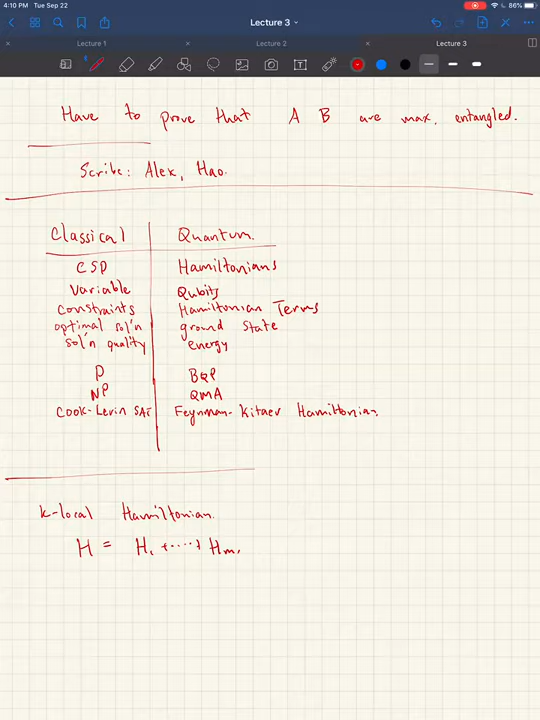 4:10 PM Tue Sep 22
86%
Lecture 3
Lecture 1
Lecture 2
Lecture 3
Have to prove that A B are max. entangled.
Scribe: Alex, Hao.
Classical Quantum.
CSP Hamiltonians
Variable Qubits
Constraints Hamiltonian Terms
optimal sol'n ground state
sol'n quality energy
P BQP
NP QMA
Cook-Levin SAT Feynman-Kitaev Hamiltonian
k-local Hamiltonian.
H = H₁ + ···· + Hm.